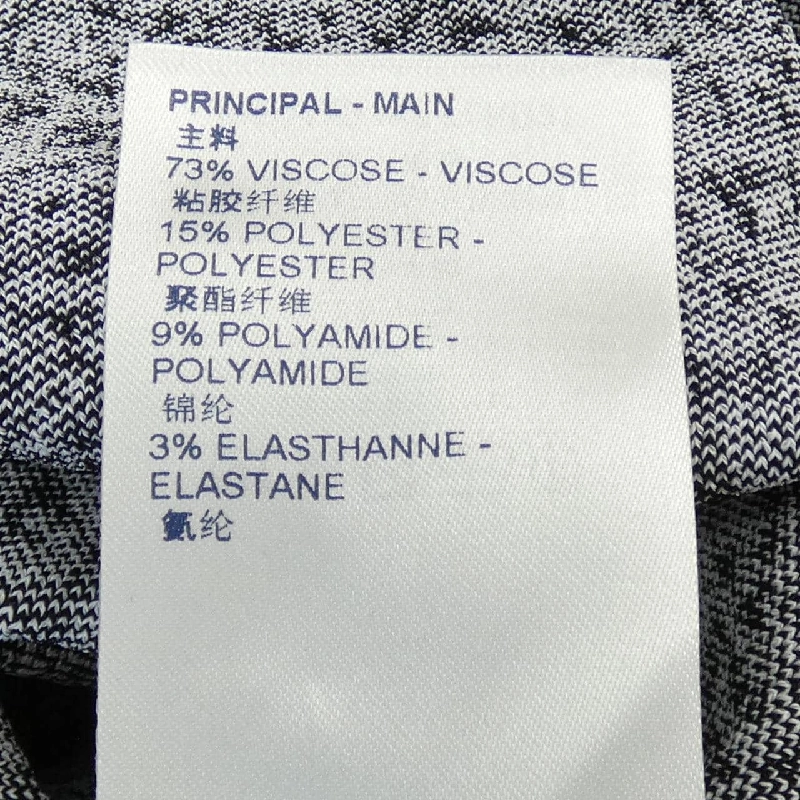 PRINCIPAL - MAIN
主料
73% VISCOSE - VISCOSE
粘胶纤维
15% POLYESTER -
POLYESTER
聚酯纤维
9% POLYAMIDE -
POLYAMIDE
锦纶
3% ELASTHANNE -
ELASTANE
氨纶